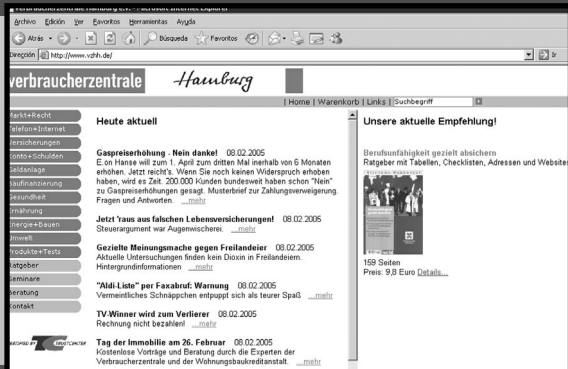 Verbraucherzentrale Hamburg e.V. - Microsoft Internet Explorer
Archivo Edición Ver Favoritos Herramientas Ayuda
Atrás Búsqueda Favoritos
Dirección http://www.vzhh.de/ Ir
verbraucherzentrale Hamburg
| Home | Warenkorb | Links | Suchbegriff
Markt+Recht
Telefon+Internet
Versicherungen
Konto+Schulden
Geldanlage
Baufinanzierung
Gesundheit
Ernährung
Energie+Bauen
Umwelt
Produkte+Tests
Ratgeber
Seminare
Beratung
Kontakt
TRUSTCENTER
Heute aktuell
Gaspreiserhöhung - Nein danke! 08.02.2005
E.on Hanse will zum 1. April zum dritten Mal inerhalb von 6 Monaten
erhöhen. Jetzt reicht's. Wenn Sie noch keinen Widerspruch erhoben
haben, wird es Zeit. 200.000 Kunden bundesweit haben schon "Nein"
zu Gaspreiserhöhungen gesagt. Musterbrief zur Zahlungsverweigerung.
Fragen und Antworten. ...mehr
Jetzt 'raus aus falschen Lebensversicherungen! 08.02.2005
Steuerargument war Augenwischerei. ...mehr
Gezielte Meinungsmache gegen Freilandeier 08.02.2005
Aktuelle Untersuchungen finden kein Dioxin in Freilandeiern.
Hintergrundinformationen ...mehr
"Aldi-Liste" per Faxabruf: Warnung 08.02.2005
Vermeintliches Schnäppchen entpuppt sich als teurer Spaß ...mehr
TV-Winner wird zum Verlierer 08.02.2005
Rechnung nicht bezahlen! ...mehr
Tag der Immobilie am 26. Februar 08.02.2005
Kostenlose Vorträge und Beratung durch die Experten der
Verbraucherzentrale und der Wohnungsbaukreditanstalt. ...mehr
Unsere aktuelle Empfehlung!
Berufsunfähigkeit gezielt absichern
Ratgeber mit Tabellen, Checklisten, Adressen und Websites
159 Seiten
Preis: 9,8 Euro Details...